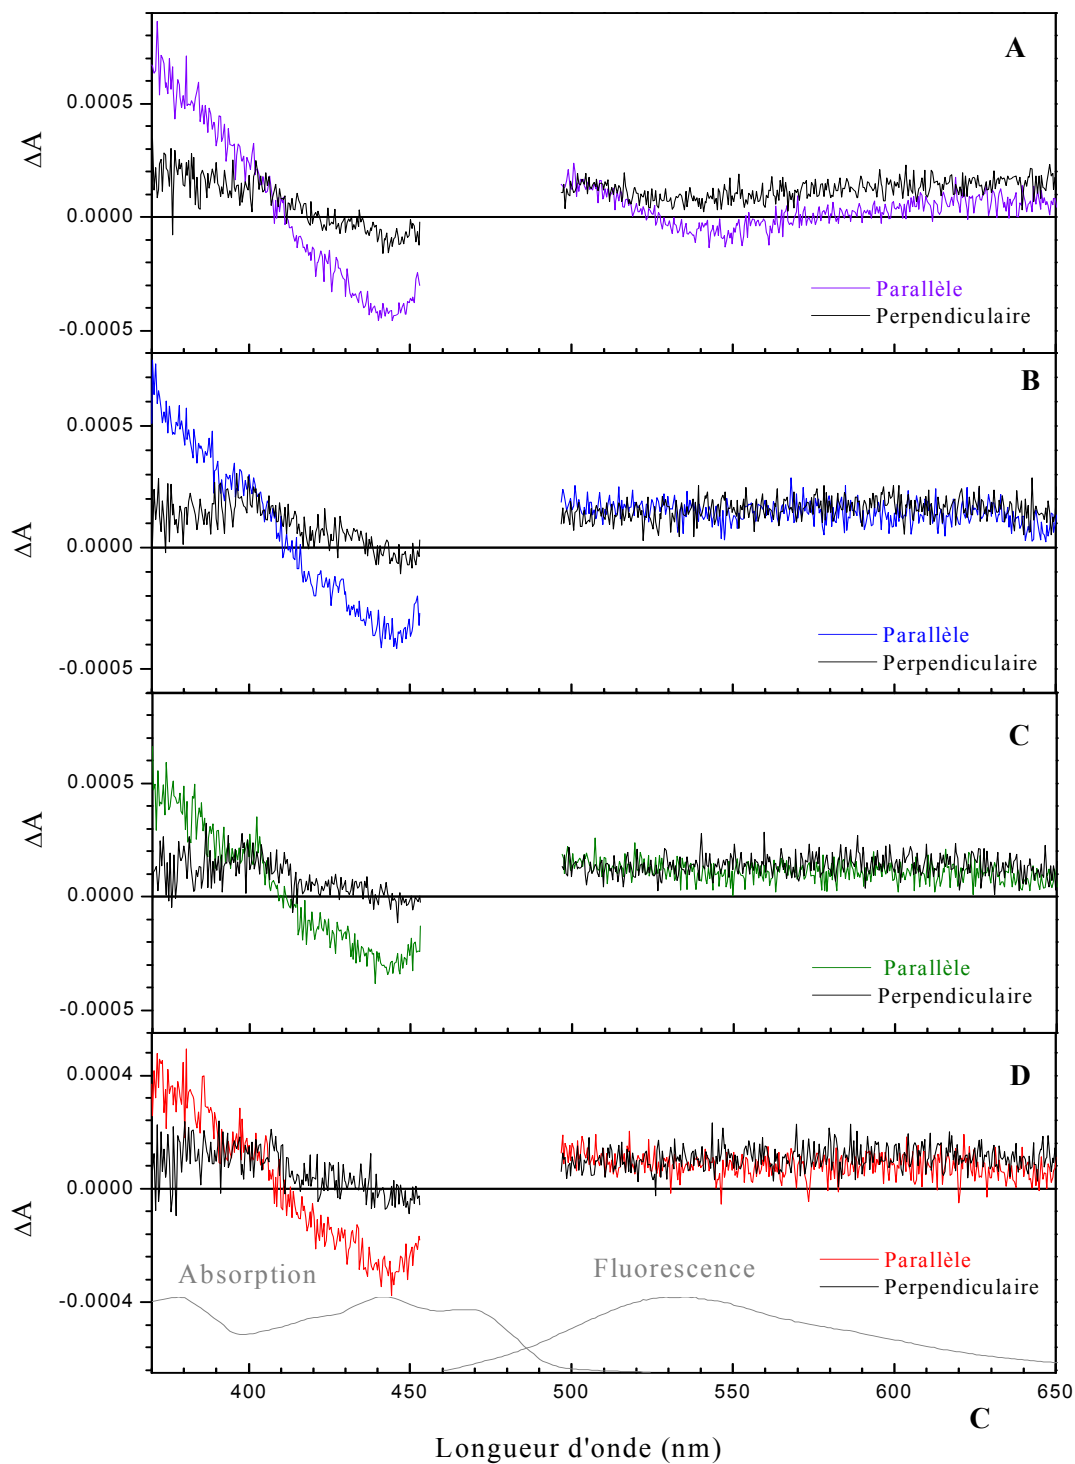 A
0.0005
0.0000
-0.0005
ΔA
Parallèle
Perpendiculaire
B
0.0005
0.0000
-0.0005
ΔA
Parallèle
Perpendiculaire
C
0.0005
0.0000
-0.0005
ΔA
Parallèle
Perpendiculaire
D
0.0004
0.0000
-0.0004
ΔA
Absorption
Fluorescence
Parallèle
Perpendiculaire
400 450 500 550 600 650
C
Longueur d'onde (nm)